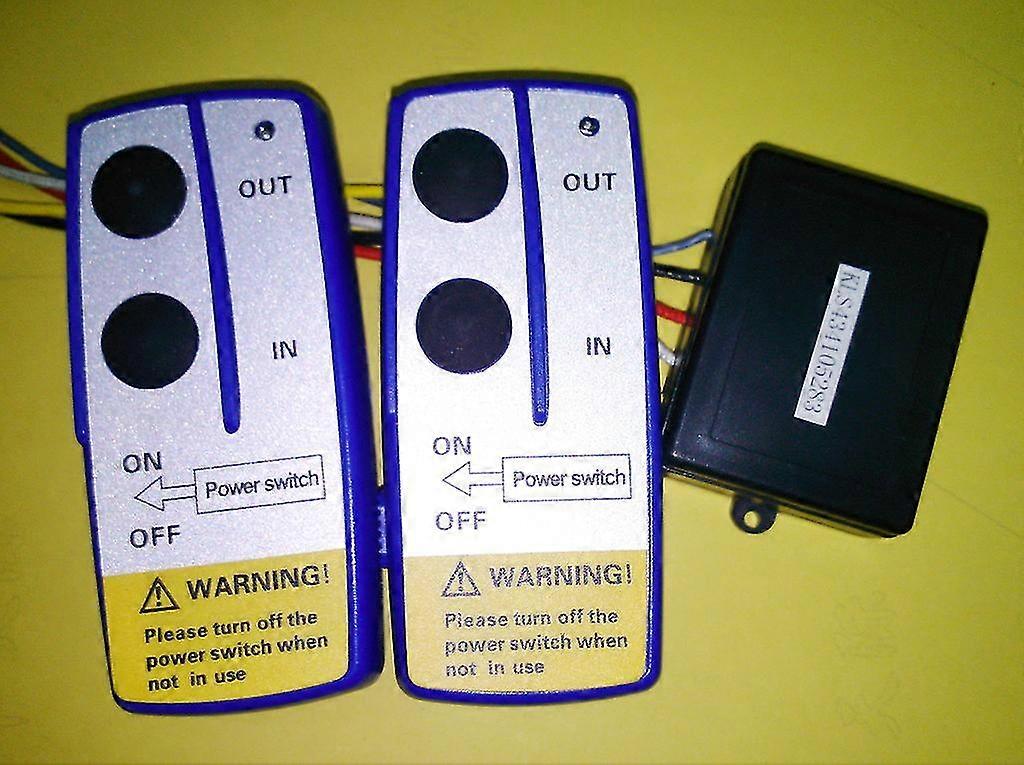 OUT
IN
ON
Power switch
OFF
WARNING!
Please turn off the
power switch when
not in use
OUT
IN
ON
Power switch
OFF
WARNING!
Please turn off the
power switch when
not in use
KLS1341105283